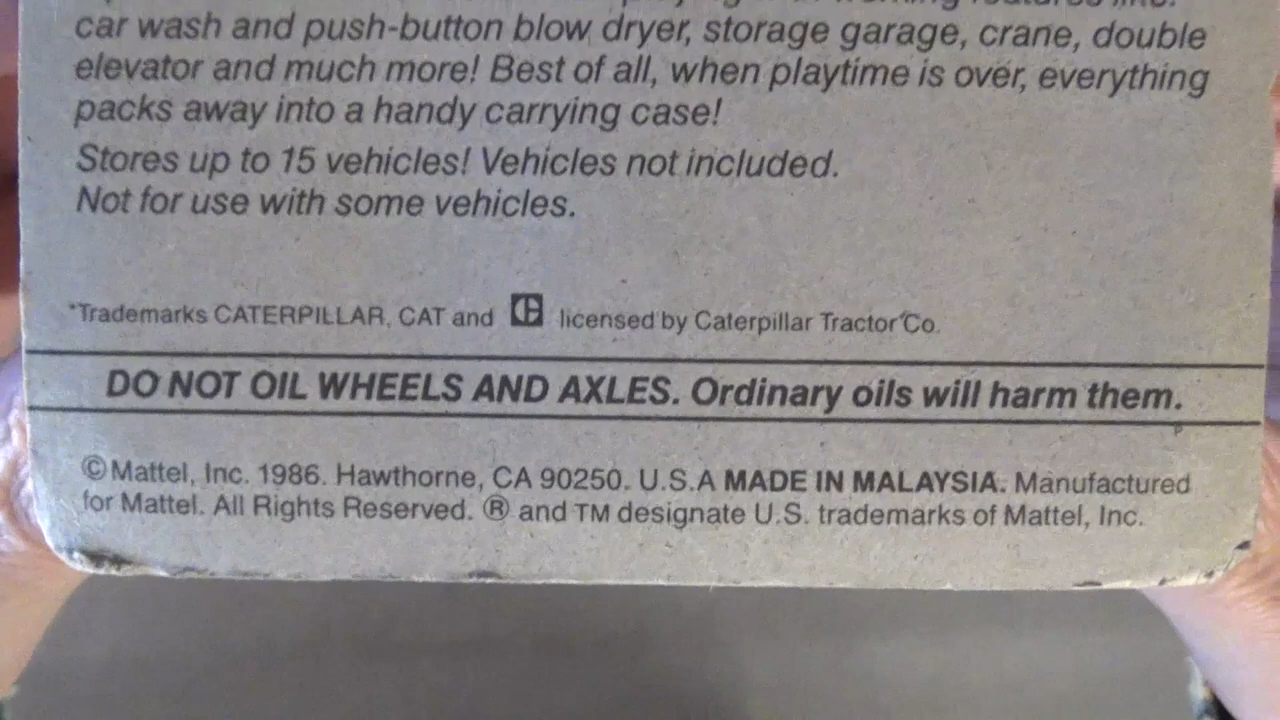 car wash and push-button blow dryer, storage garage, crane, double
elevator and much more! Best of all, when playtime is over, everything
packs away into a handy carrying case!
Stores up to 15 vehicles! Vehicles not included.
Not for use with some vehicles.
*Trademarks CATERPILLAR, CAT and C licensed by Caterpillar Tractor Co.
DO NOT OIL WHEELS AND AXLES. Ordinary oils will harm them.
©Mattel, Inc. 1986. Hawthorne, CA 90250. U.S.A MADE IN MALAYSIA. Manufactured
for Mattel. All Rights Reserved. ® and TM designate U.S. trademarks of Mattel, Inc.